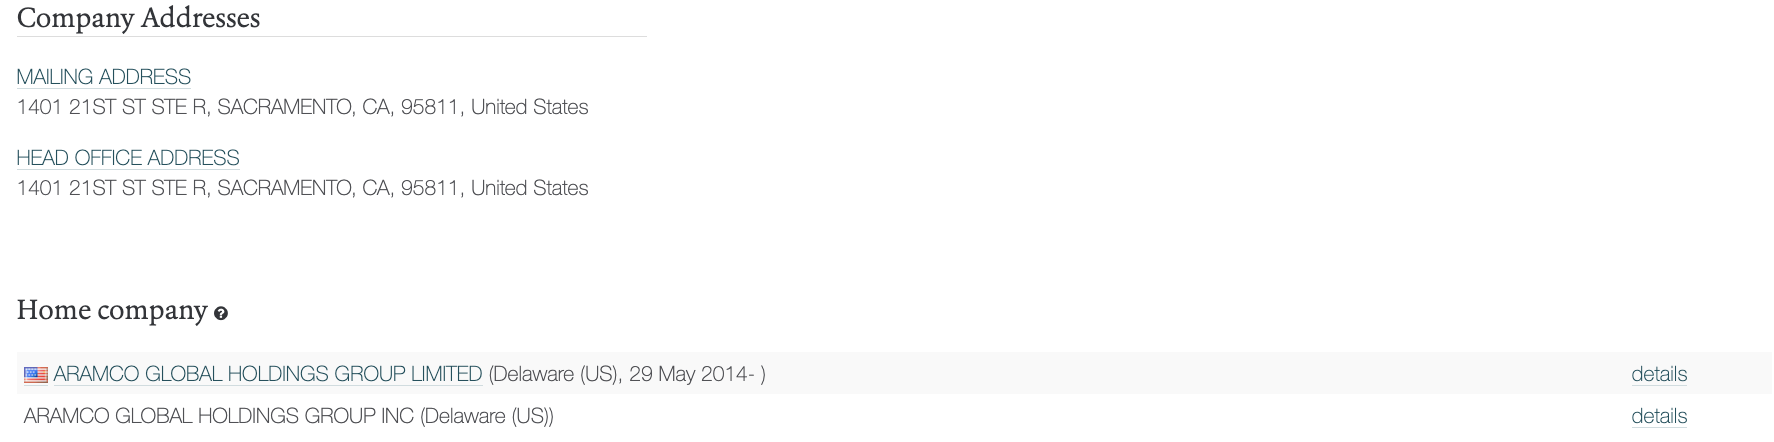 Company Addresses
MAILING ADDRESS
1401 21ST ST STE R, SACRAMENTO, CA, 95811, United States
HEAD OFFICE ADDRESS
1401 21ST ST STE R, SACRAMENTO, CA, 95811, United States
Home company ?
ARAMCO GLOBAL HOLDINGS GROUP LIMITED (Delaware (US), 29 May 2014- ) details
ARAMCO GLOBAL HOLDINGS GROUP INC (Delaware (US)) details